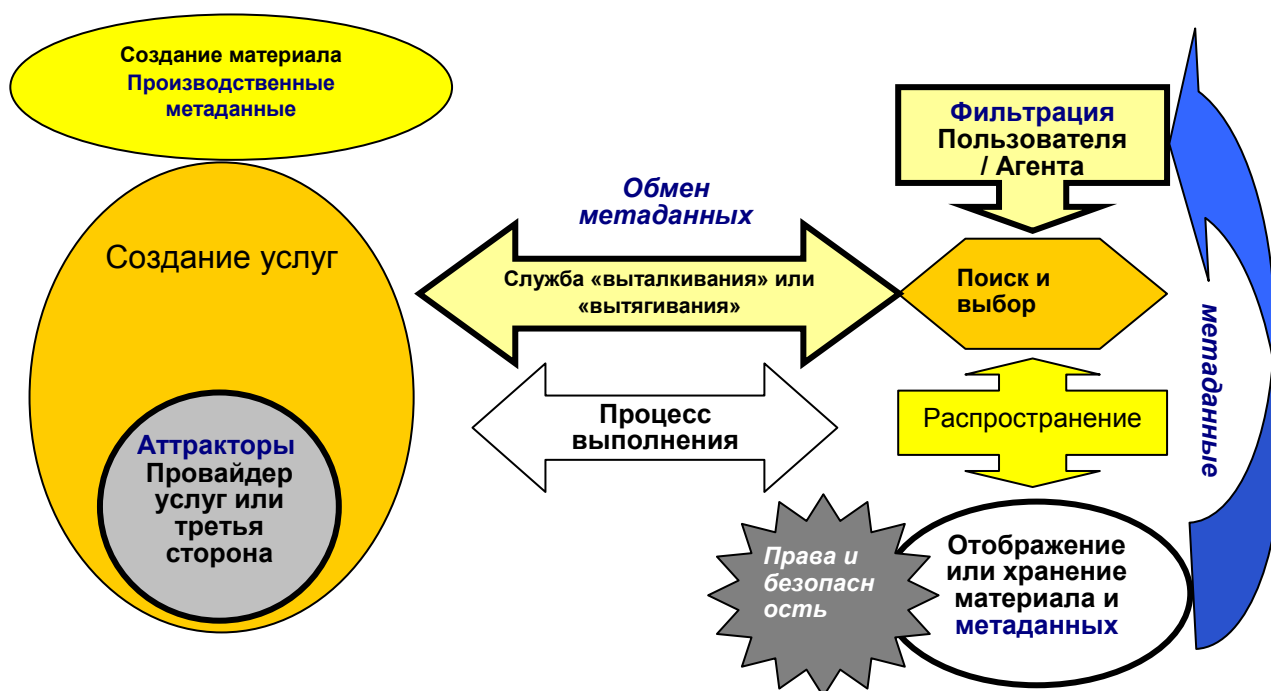 Создание материала
Производственные
метаданные
Создание услуг
Аттракторы
Провайдер
услуг или
третья
сторона
Обмен
метаданных
Служба «выталкивания» или
«вытягивания»
Процесс
выполнения
Фильтрация
Пользователя
/ Агента
Поиск и
выбор
Распространение
Права и
безопасн
ость
Отображение
или хранение
материала и
метаданных
метаданные